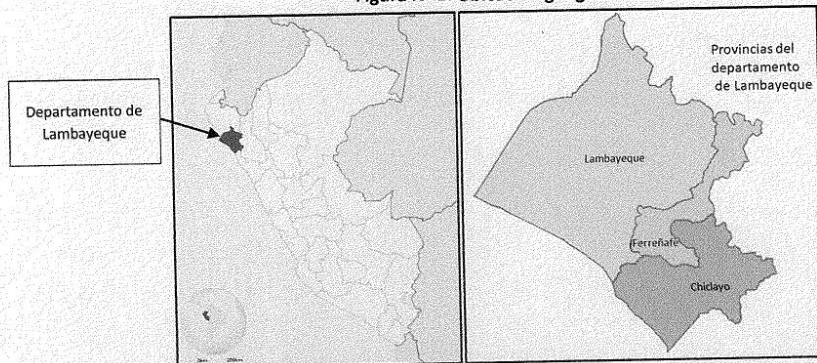 Departamento de
Lambayeque
Provincias del
departamento
de Lambayeque
Lambayeque
Ferreñafe
Chiclayo